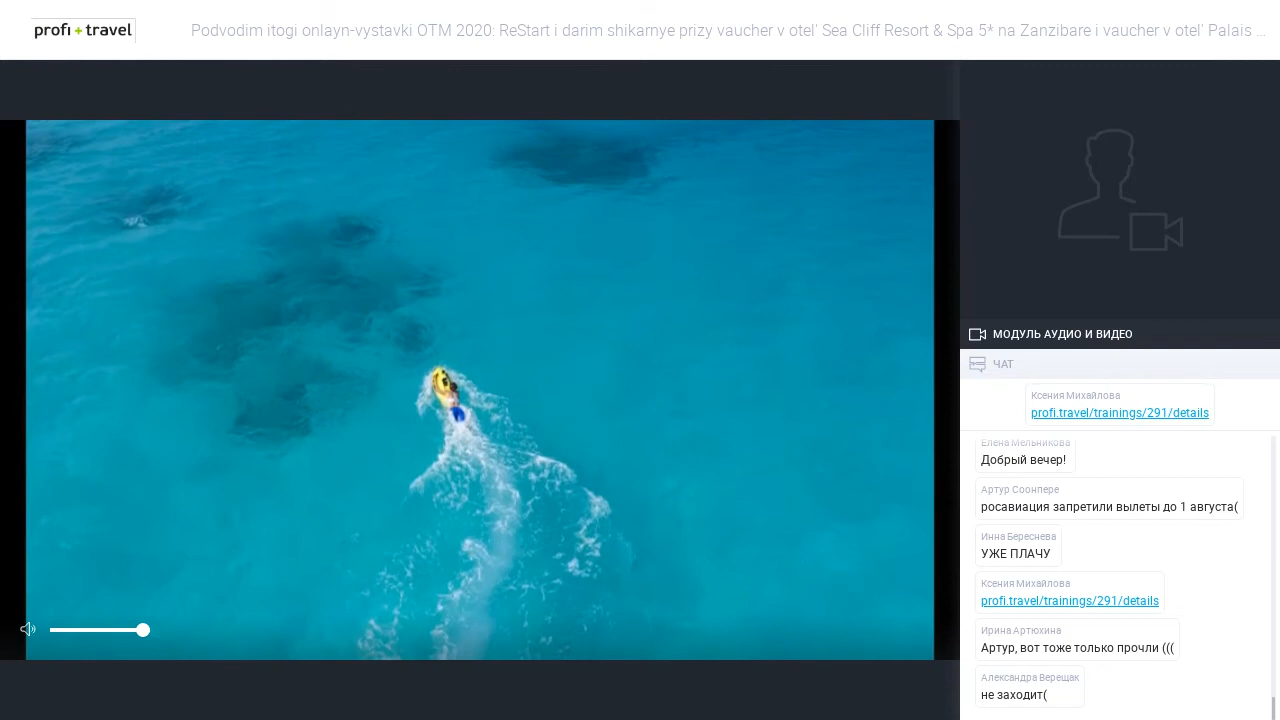 profi + travel
Podvodim itogi onlayn-vystavki OTM 2020: ReStart i darim shikarnye prizy vaucher v otel' Sea Cliff Resort & Spa 5* na Zanzibare i vaucher v otel' Palais ...
МОДУЛЬ АУДИО И ВИДЕО
ЧАТ
Ксения Михайлова
profi.travel/trainings/291/details
Елена Мельникова
Добрый вечер!
Артур Соонпере
росавиация запретили вылеты до 1 августа(
Инна Береснева
УЖЕ ПЛАЧУ
Ксения Михайлова
profi.travel/trainings/291/details
Ирина Артюхина
Артур, вот тоже только прочли (((
Александра Верещак
не заходит(